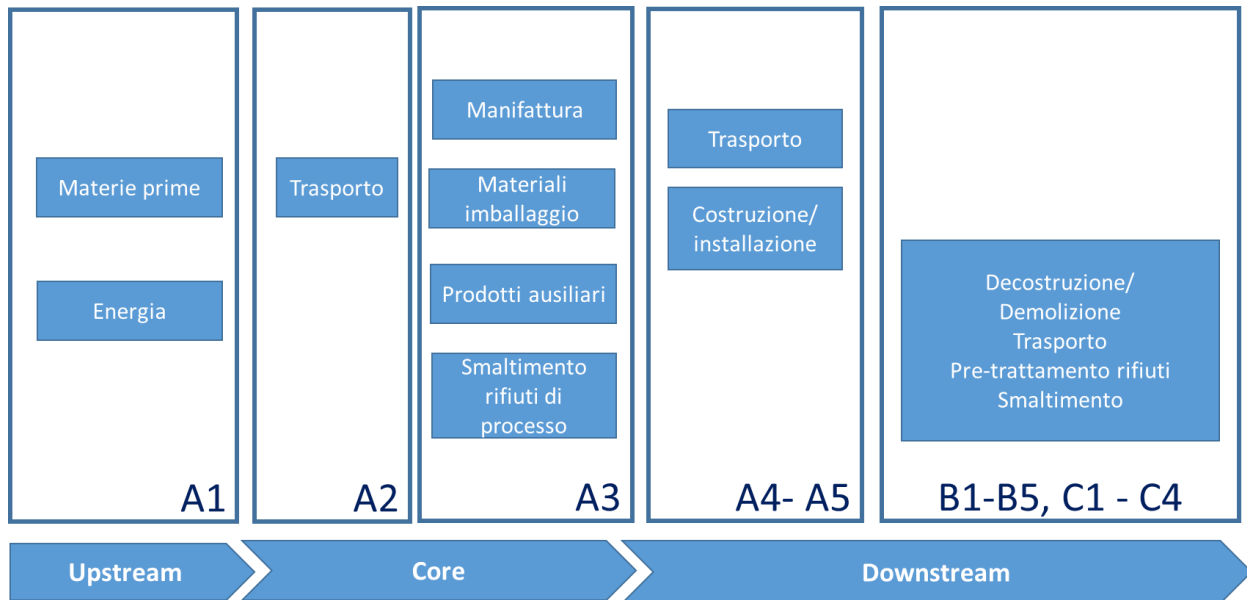 Materie prime
Energia
A1
Trasporto
A2
Manifattura
Materiali
imballaggio
Prodotti ausiliari
Smaltimento
rifiuti di
processo
A3
Trasporto
Costruzione/
installazione
A4- A5
Decostruzione/
Demolizione
Trasporto
Pre-trattamento rifiuti
Smaltimento
B1-B5, C1 - C4
Upstream
Core
Downstream